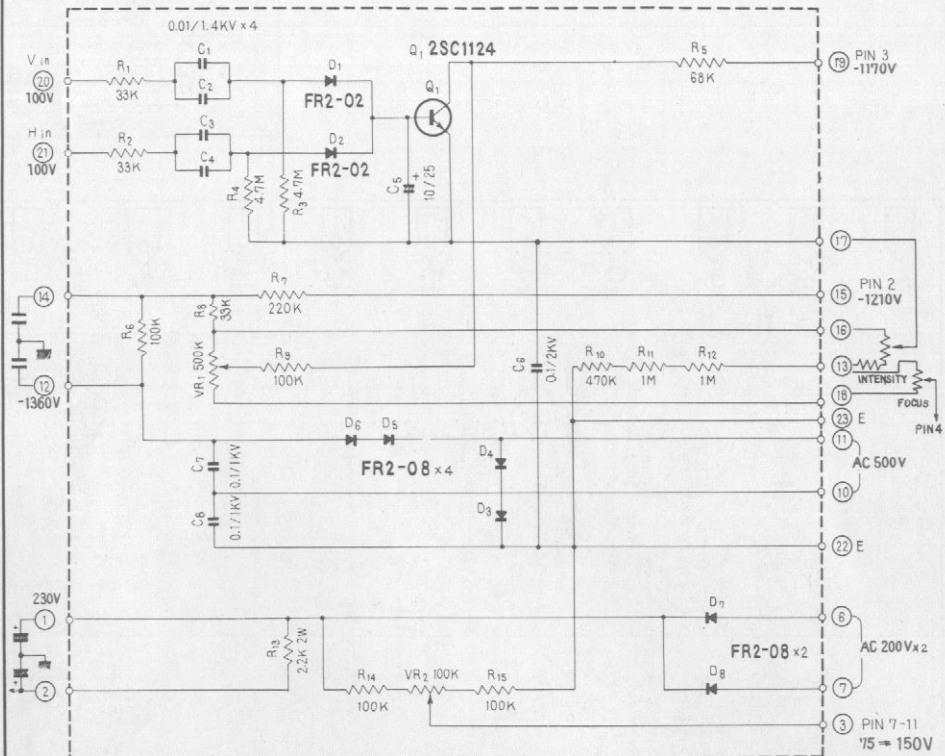 0.01/1.4KV x 4
V in
20
100V
R1
33K
C1
C2
D1
FR2-02
Q1 2SC1124
Q1
R5
68K
19 PIN 3
-1170V
H in
21
100V
R2
33K
C3
C4
D2
FR2-02
R4
4.7M
R3 4.7M
C5
+
10/25
17
14
R7
220K
15
PIN 2
-1210V
R6
100K
R8
33K
16
VR1 500K
R9
100K
C6
0.1/2KV
R10
470K
R11
1M
R12
1M
13
INTENSITY
12
-1360V
18
FOCUS
23 E
PIN4
D6 D5
FR2-08 x 4
11
AC 500V
C7
0.1/1KV
D4
10
C8
0.1/1KV
D3
22 E
230V
1
+
R13
2.2K 2W
D7
6
FR2-08 x2
AC 200Vx2
+
2
R14
100K
VR2 100K
R15
100K
D8
7
3 PIN 7-11
75 ⇒ 150V